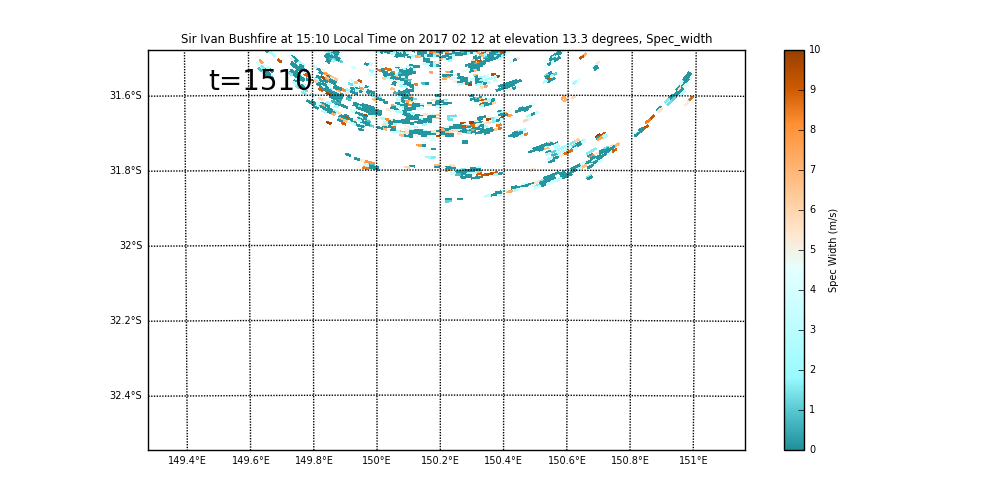 Sir Ivan Bushfire at 15:10 Local Time on 2017 02 12 at elevation 13.3 degrees, Spec_width
t=1510
31.6°S
31.8°S
32°S
32.2°S
32.4°S
149.4°E 149.6°E 149.8°E 150°E 150.2°E 150.4°E 150.6°E 150.8°E 151°E
10
9
8
7
6
5
4
3
2
1
0
Spec Width (m/s)